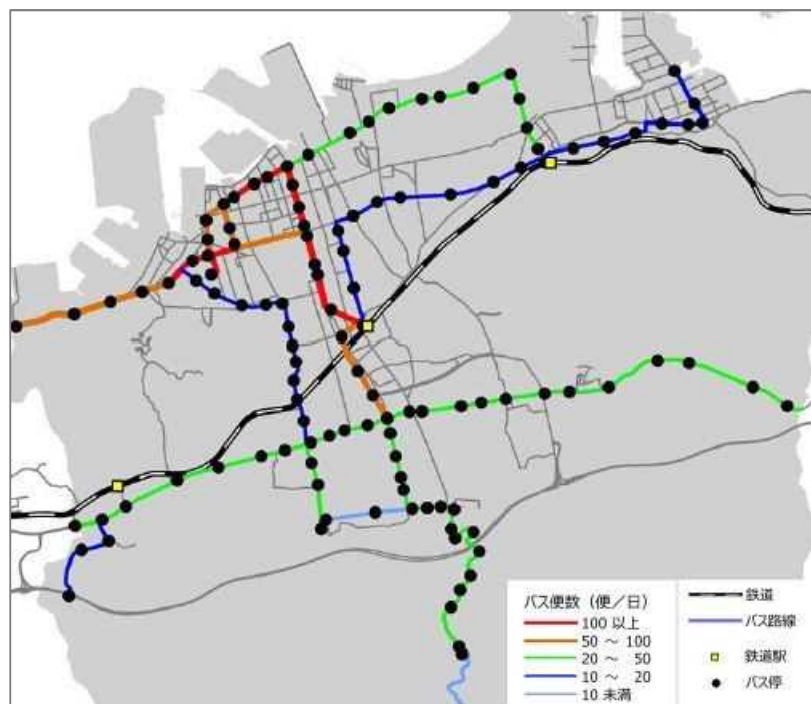 バス便数（便／日）
100 以上
50 ～ 100
20 ～ 50
10 ～ 20
10 未満
鉄道
バス路線
鉄道駅
バス停